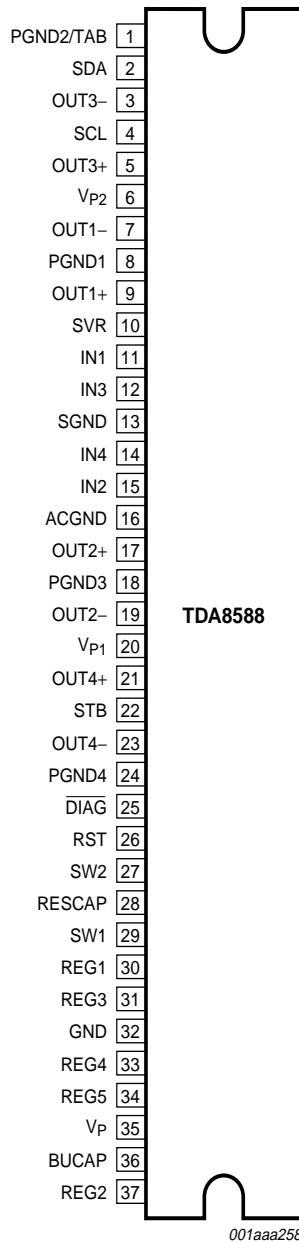 PGND2/TAB 1
SDA 2
OUT3− 3
SCL 4
OUT3+ 5
VP2 6
OUT1− 7
PGND1 8
OUT1+ 9
SVR 10
IN1 11
IN3 12
SGND 13
IN4 14
IN2 15
ACGND 16
OUT2+ 17
PGND3 18
OUT2− 19
TDA8588
VP1 20
OUT4+ 21
STB 22
OUT4− 23
PGND4 24
DIAG 25
RST 26
SW2 27
RESCAP 28
SW1 29
REG1 30
REG3 31
GND 32
REG4 33
REG5 34
VP 35
BUCAP 36
REG2 37
001aaa258